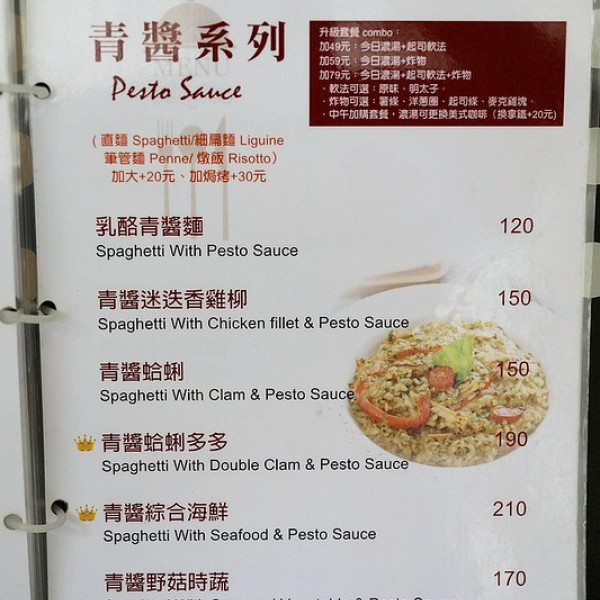 青醬系列
MENU
Pesto Sauce
升級套餐 combo：
加49元：今日濃湯+起司軟法
加59元：今日濃湯+炸物
加79元：今日濃湯+起司軟法+炸物
．軟法可選：原味、明太子。
．炸物可選：薯條、洋蔥圈、起司條、麥克雞塊。
．中午加購套餐，濃湯可更換美式咖啡（換拿鐵+20元)
( 直麵 Spaghetti/細扁麵 Liguine
筆管麵 Penne/ 燉飯 Risotto）
加大+20元、加焗烤+30元
乳酪青醬麵 120
Spaghetti With Pesto Sauce
青醬迷迭香雞柳 150
Spaghetti With Chicken fillet & Pesto Sauce
青醬蛤蜊 150
Spaghetti With Clam & Pesto Sauce
青醬蛤蜊多多 190
Spaghetti With Double Clam & Pesto Sauce
青醬綜合海鮮 210
Spaghetti With Seafood & Pesto Sauce
青醬野菇時蔬 170